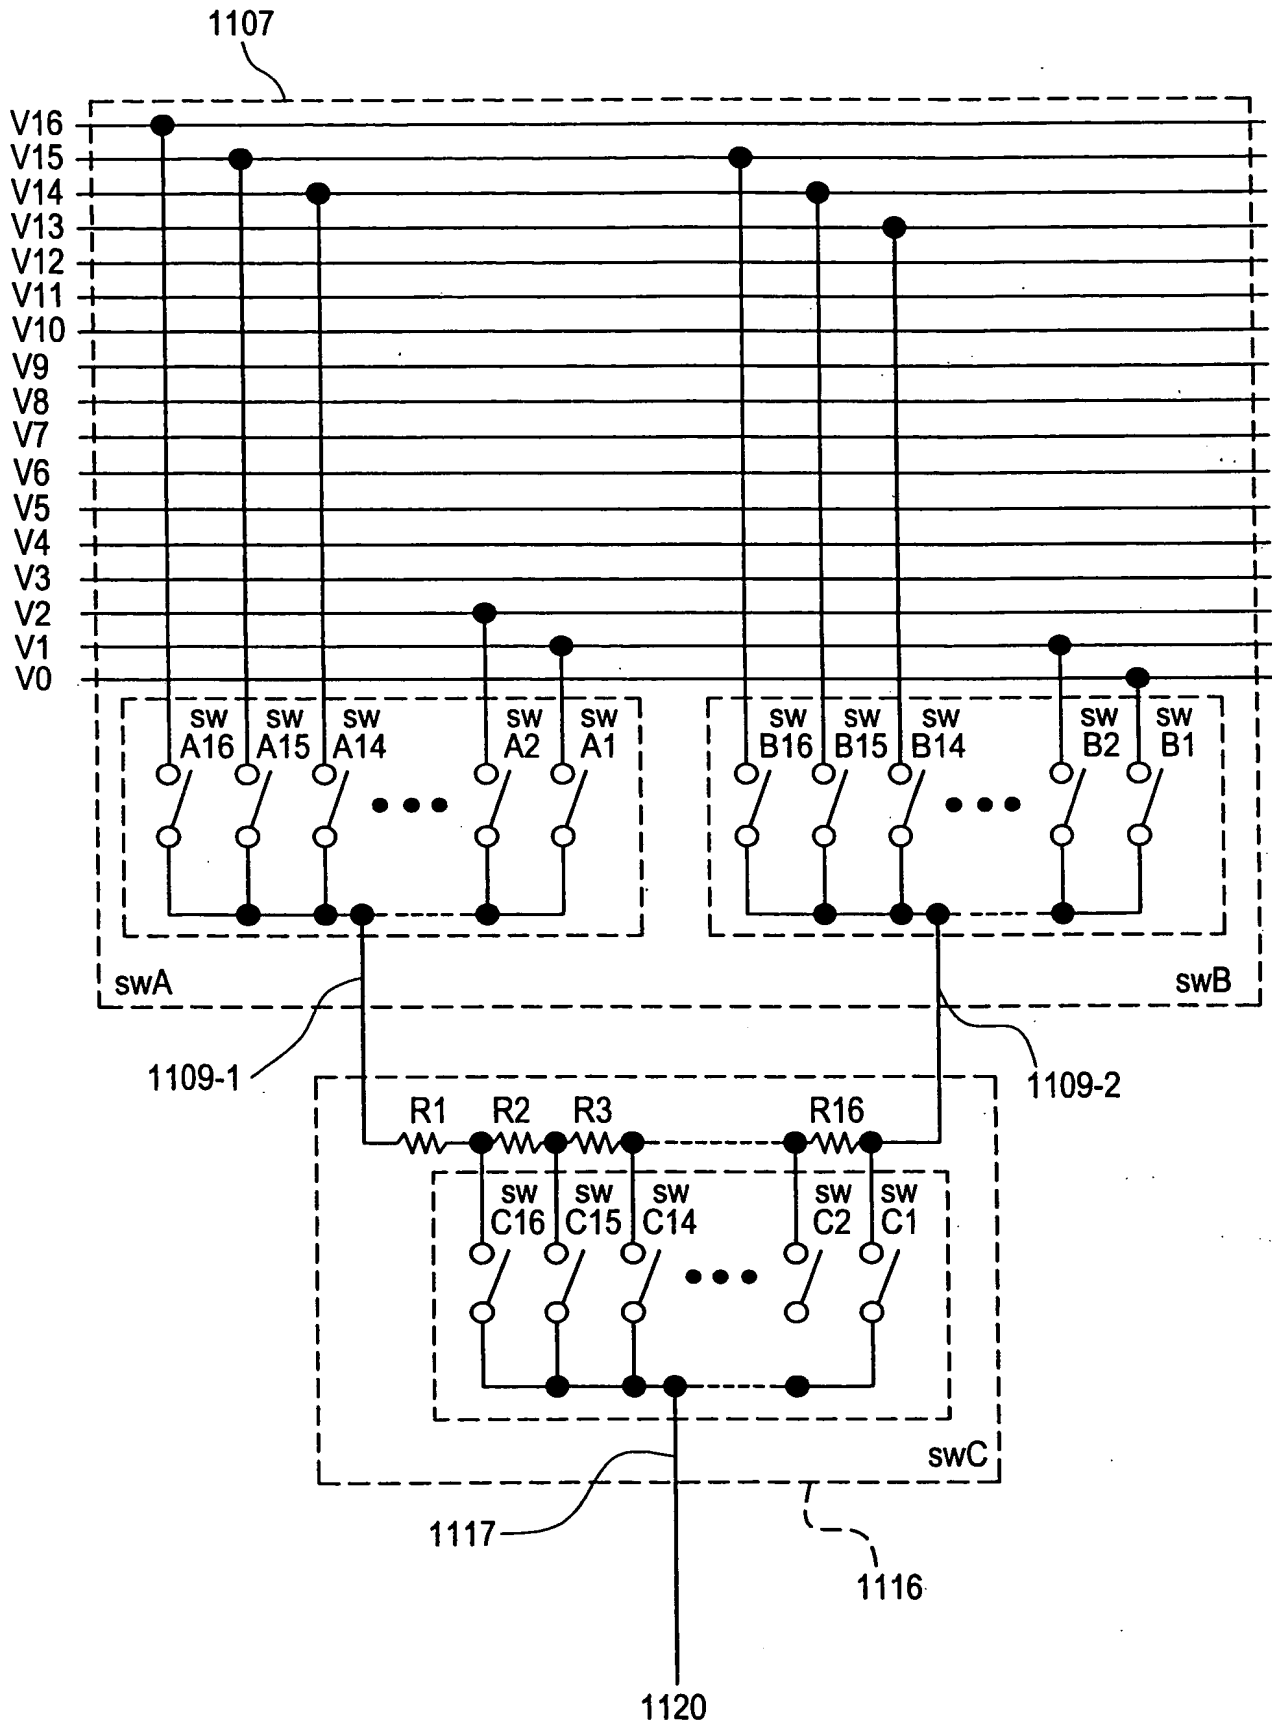 1107
V16
V15
V14
V13
V12
V11
V10
V9
V8
V7
V6
V5
V4
V3
V2
V1
V0
sw A16
sw A15
sw A14
sw A2
sw A1
sw B16
sw B15
sw B14
sw B2
sw B1
swA
swB
1109-1
1109-2
R1
R2
R3
R16
sw C16
sw C15
sw C14
sw C2
sw C1
swC
1117
1116
1120